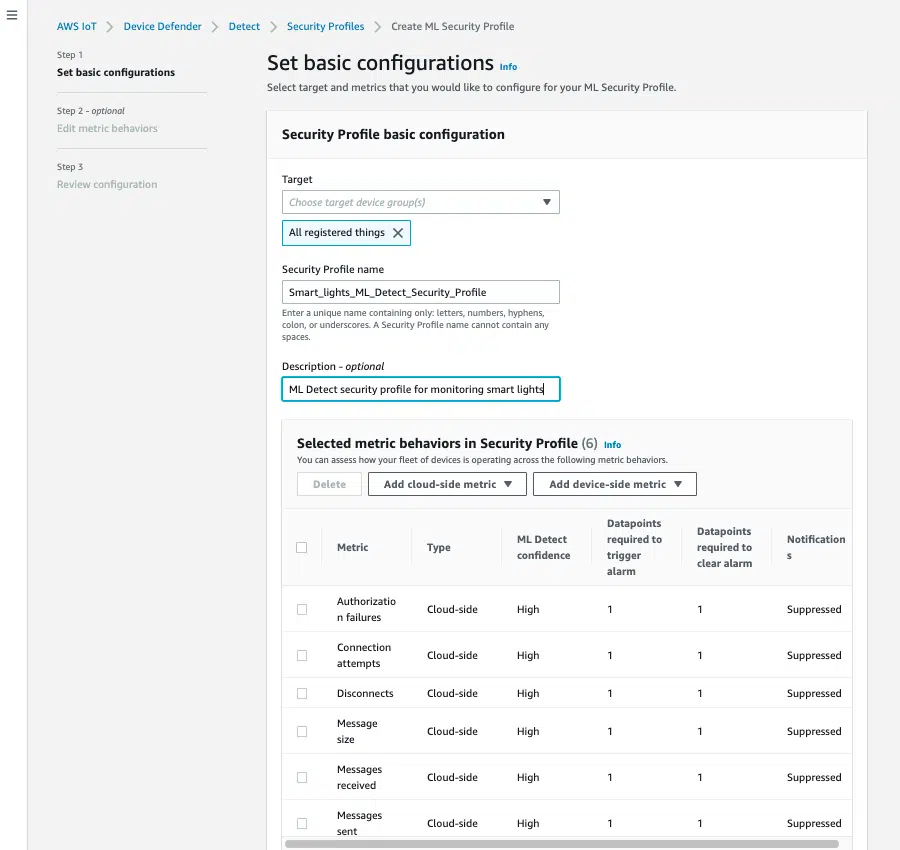 AWS IoT > Device Defender > Detect > Security Profiles > Create ML Security Profile
Step 1
Set basic configurations
Step 2 - optional
Edit metric behaviors
Step 3
Review configuration
Set basic configurations Info
Select target and metrics that you would like to configure for your ML Security Profile.
Security Profile basic configuration
Target
Choose target device group(s)
All registered things
Security Profile name
Smart_lights_ML_Detect_Security_Profile
Enter a unique name containing only: letters, numbers, hyphens,
colon, or underscores. A Security Profile name cannot contain any
spaces.
Description - optional
ML Detect security profile for monitoring smart lights
Selected metric behaviors in Security Profile (6) Info
You can assess how your fleet of devices is operating across the following metric behaviors.
Delete Add cloud-side metric Add device-side metric
Metric
Type
ML Detect
confidence
Datapoints
required to
trigger
alarm
Datapoints
required to
clear alarm
Notification
s
Authorizatio
n failures
Cloud-side High 1 1 Suppressed
Connection
attempts
Cloud-side High 1 1 Suppressed
Disconnects Cloud-side High 1 1 Suppressed
Message
size
Cloud-side High 1 1 Suppressed
Messages
received
Cloud-side High 1 1 Suppressed
Messages
sent
Cloud-side High 1 1 Suppressed